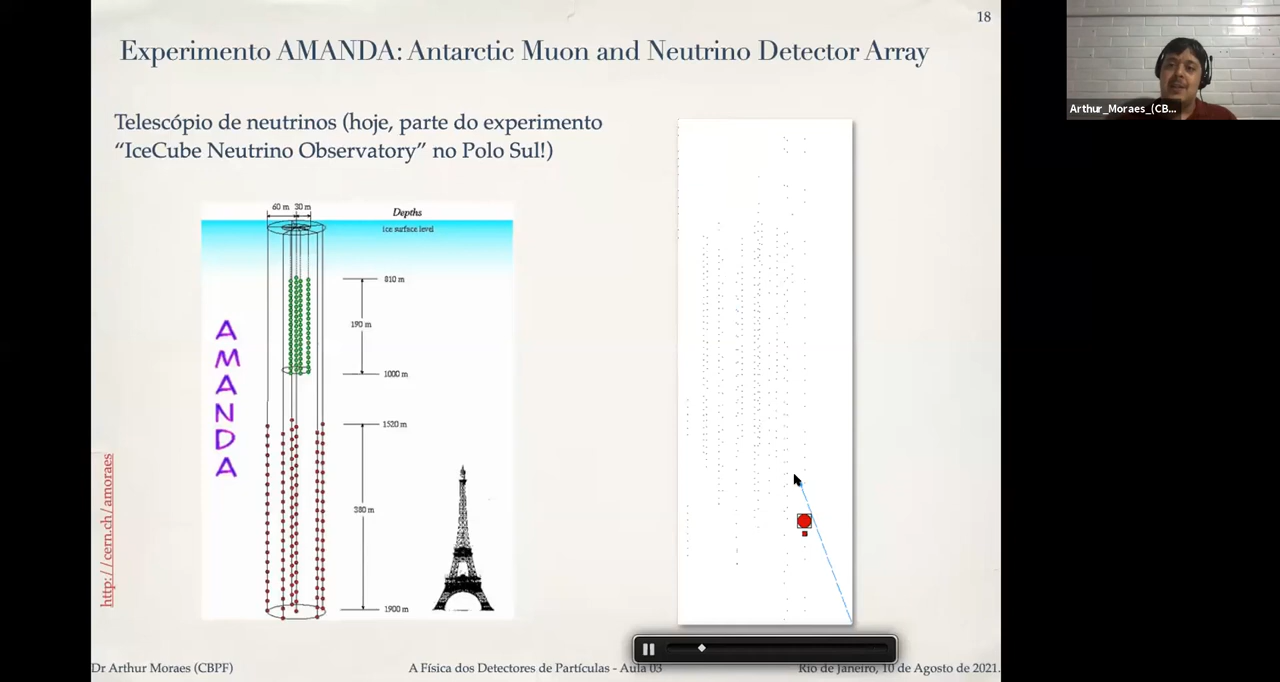 18
Experimento AMANDA: Antarctic Muon and Neutrino Detector Array
Arthur_Moraes_(CB...
Telescópio de neutrinos (hoje, parte do experimento
“IceCube Neutrino Observatory” no Polo Sul!)
60 m 30 m
Depths
ice surface level
810 m
190 m
1000 m
1520 m
380 m
1900 m
A
M
A
N
D
A
http://cern.ch/amoraes
Dr Arthur Moraes (CBPF)
A Física dos Detectores de Partículas - Aula 03
Rio de Janeiro, 10 de Agosto de 2021.